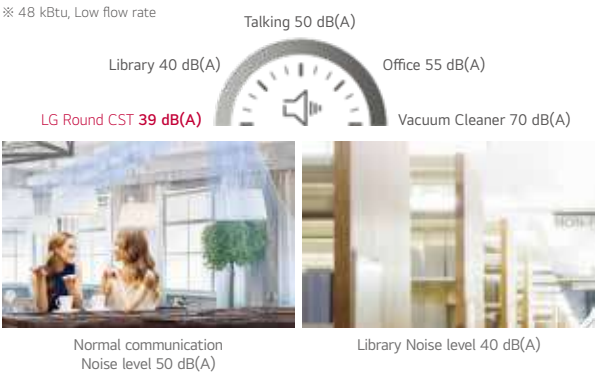 ※ 48 kBtu, Low flow rate
Talking 50 dB(A)
Library 40 dB(A)
Office 55 dB(A)
LG Round CST 39 dB(A)
Vacuum Cleaner 70 dB(A)
Normal communication
Noise level 50 dB(A)
Library Noise level 40 dB(A)